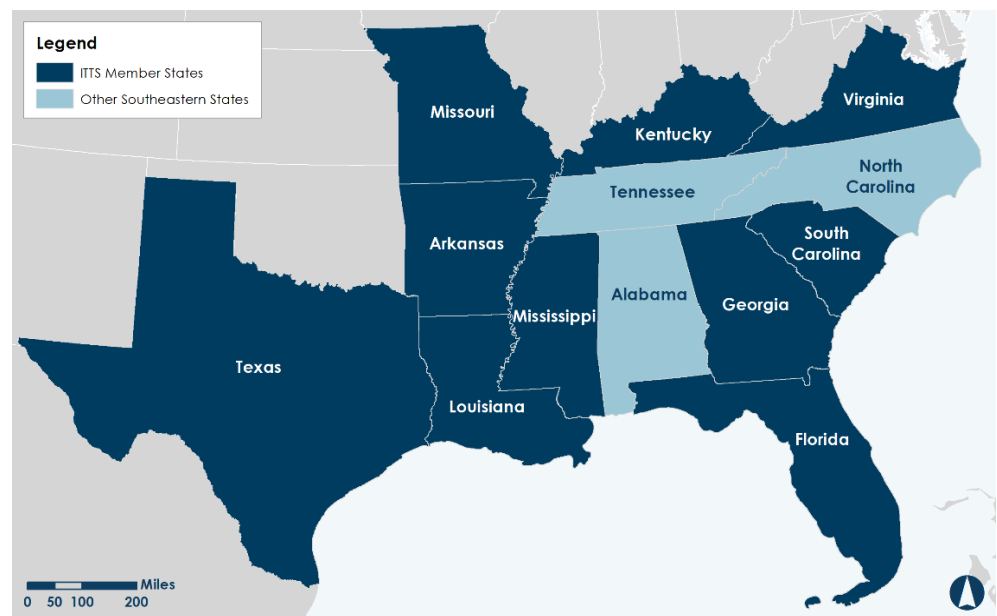 Legend
ITTS Member States
Other Southeastern States
Missouri
Virginia
Kentucky
North
Carolina
Tennessee
Arkansas
South
Carolina
Alabama
Georgia
Mississippi
Texas
Louisiana
Florida
Miles
0 50 100 200